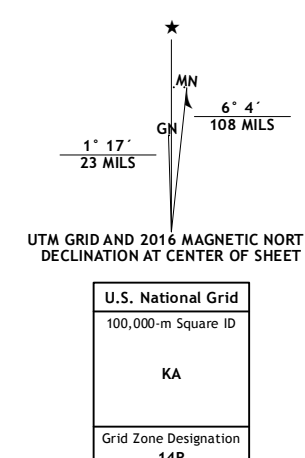 ★
MN
6° 4´
108 MILS
GN
1° 17´
23 MILS
UTM GRID AND 2016 MAGNETIC NORT
DECLINATION AT CENTER OF SHEET
U.S. National Grid
100,000-m Square ID
KA
Grid Zone Designation
14R